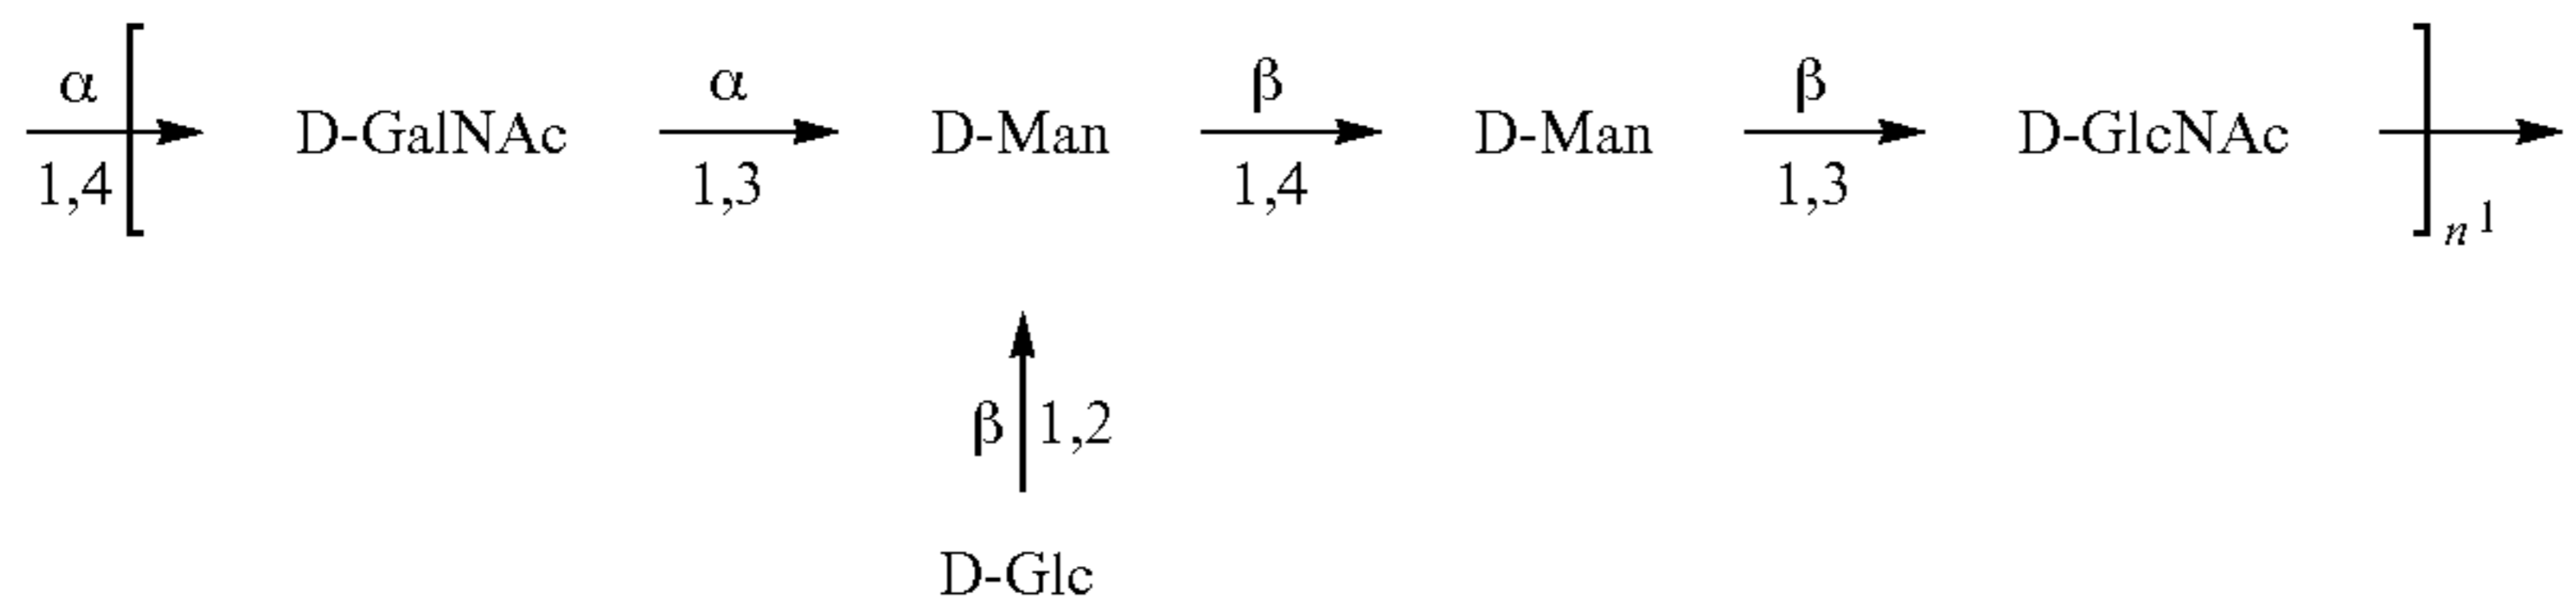 α α β β
D-GalNAc D-Man D-Man D-GlcNAc
1,4 1,3 1,4 1,3
n 1
β 1,2
D-Glc